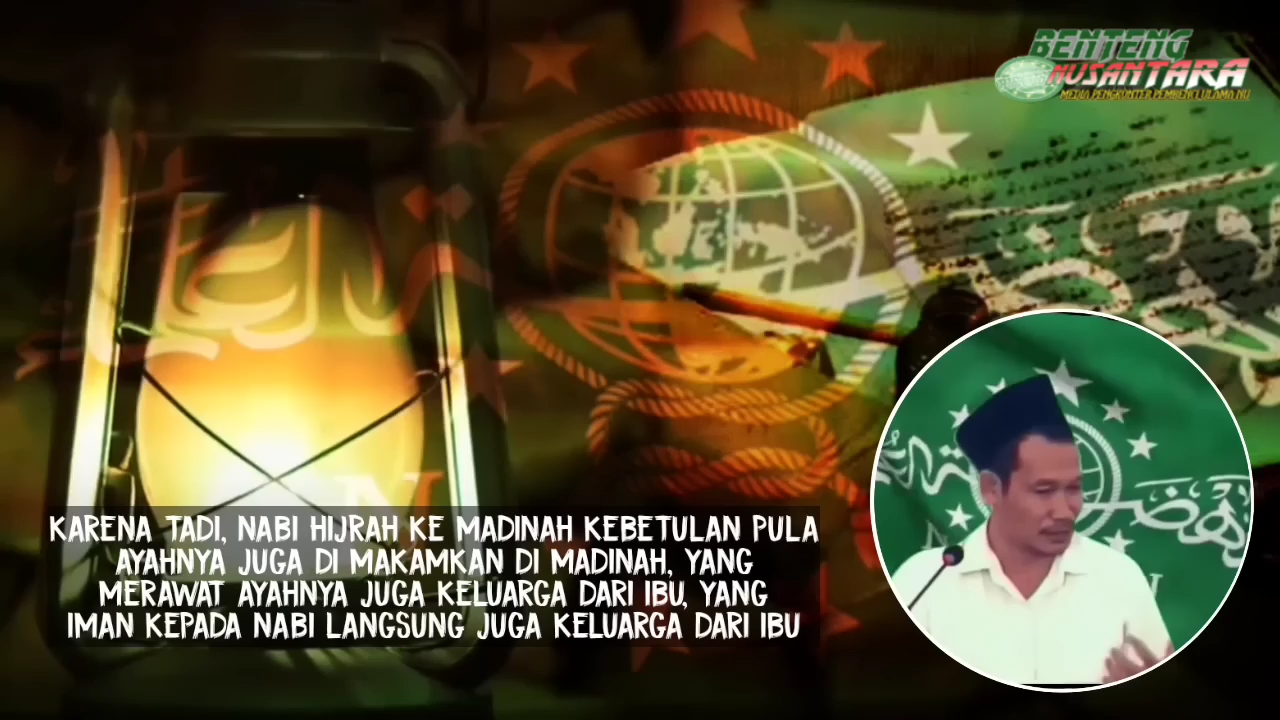 BENTENG
NUSANTARA
MEDIA PENGKONTER PEMBENCI ULAMA NU
KARENA TADI, NABI HIJRAH KE MADINAH KEBETULAN PULA
AYAHNYA JUGA DI MAKAMKAN DI MADINAH, YANG
MERAWAT AYAHNYA JUGA KELUARGA DARI IBU, YANG
IMAN KEPADA NABI LANGSUNG JUGA KELUARGA DARI IBU
N